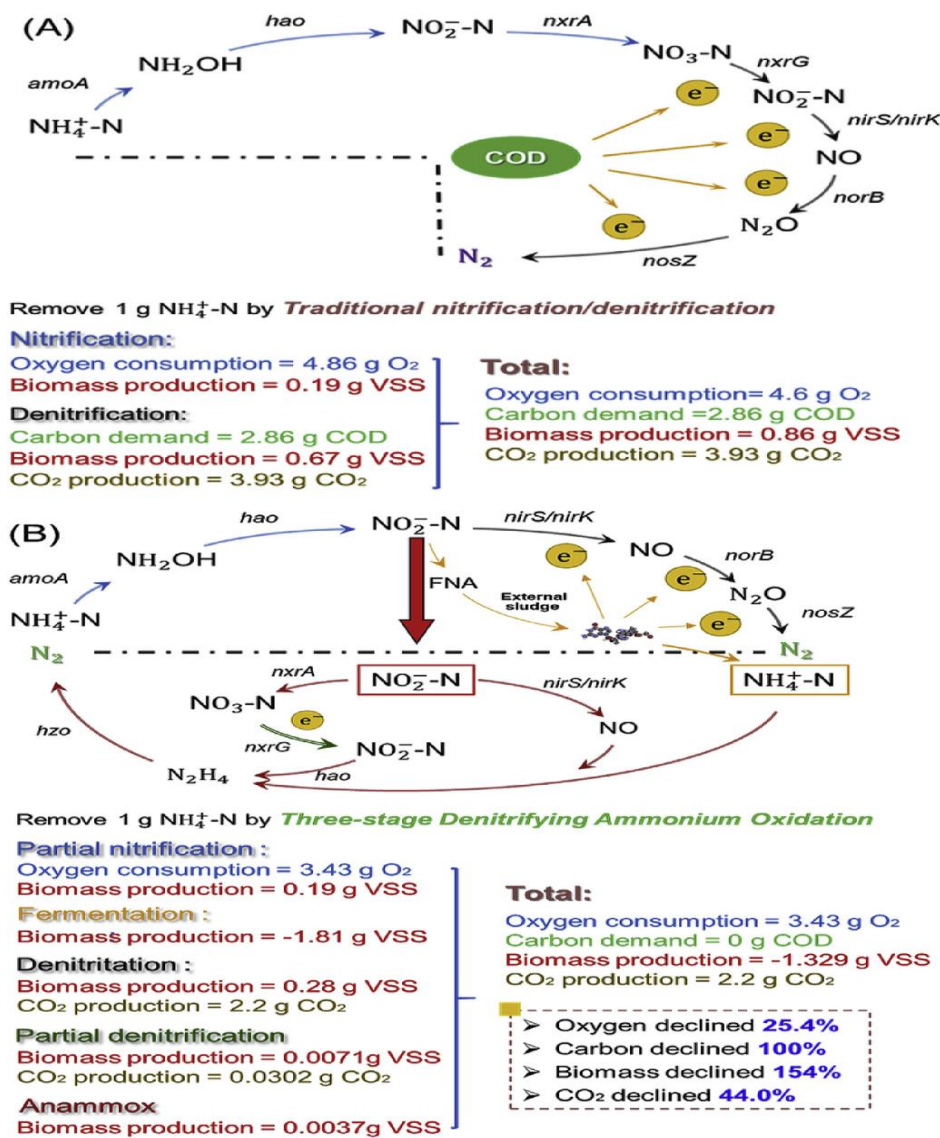 (A)
hao
NO₂⁻-N
nxrA
NO₃-N
nxrG
NH₂OH
amoA
NH₄⁺-N
e⁻
NO₂⁻-N
nirS/nirK
COD
e⁻
NO
e⁻
norB
e⁻
N₂O
N₂
nosZ
Remove 1 g NH₄⁺-N by Traditional nitrification/denitrification
Nitrification:
Oxygen consumption = 4.86 g O₂
Biomass production = 0.19 g VSS
Denitrification:
Carbon demand = 2.86 g COD
Biomass production = 0.67 g VSS
CO₂ production = 3.93 g CO₂
Total:
Oxygen consumption= 4.6 g O₂
Carbon demand =2.86 g COD
Biomass production = 0.86 g VSS
CO₂ production = 3.93 g CO₂
(B)
hao
NO₂⁻-N
nirS/nirK
NO
norB
NH₂OH
e⁻
amoA
FNA
e⁻
N₂O
External
sludge
nosZ
NH₄⁺-N
e⁻
N₂
N₂
nxrA
NO₂⁻-N
nirS/nirK
NH₄⁺-N
NO₃-N
e⁻
NO
hzo
nxrG
NO₂⁻-N
N₂H₄
hao
Remove 1 g NH₄⁺-N by Three-stage Denitrifying Ammonium Oxidation
Partial nitrification :
Oxygen consumption = 3.43 g O₂
Biomass production = 0.19 g VSS
Fermentation :
Biomass production = -1.81 g VSS
Denitritation :
Biomass production = 0.28 g VSS
CO₂ production = 2.2 g CO₂
Partial denitrification
Biomass production = 0.0071g VSS
CO₂ production = 0.0302 g CO₂
Anammox
Biomass production = 0.0037g VSS
Total:
Oxygen consumption = 3.43 g O₂
Carbon demand = 0 g COD
Biomass production = -1.329 g VSS
CO₂ production = 2.2 g CO₂
➢ Oxygen declined 25.4%
➢ Carbon declined 100%
➢ Biomass declined 154%
➢ CO₂ declined 44.0%